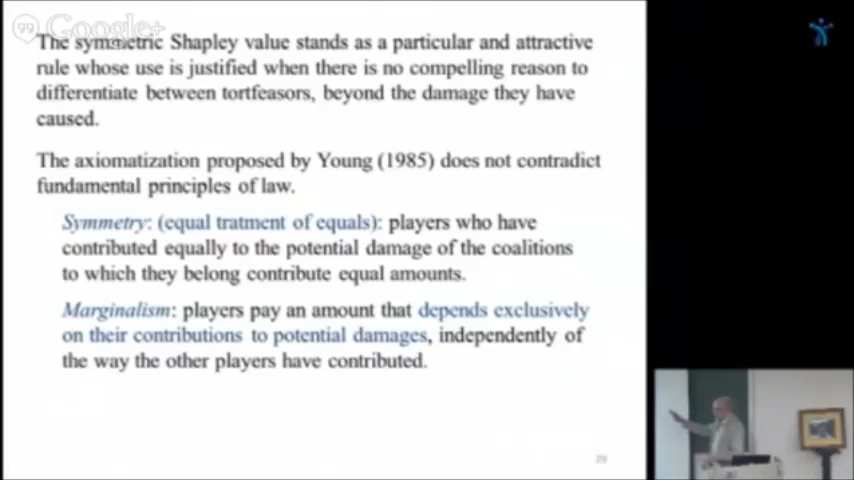 99 Google+
The symmetric Shapley value stands as a particular and attractive
rule whose use is justified when there is no compelling reason to
differentiate between tortfeasors, beyond the damage they have
caused.
The axiomatization proposed by Young (1985) does not contradict
fundamental principles of law.
Symmetry: (equal tratment of equals): players who have
contributed equally to the potential damage of the coalitions
to which they belong contribute equal amounts.
Marginalism: players pay an amount that depends exclusively
on their contributions to potential damages, independently of
the way the other players have contributed.
29